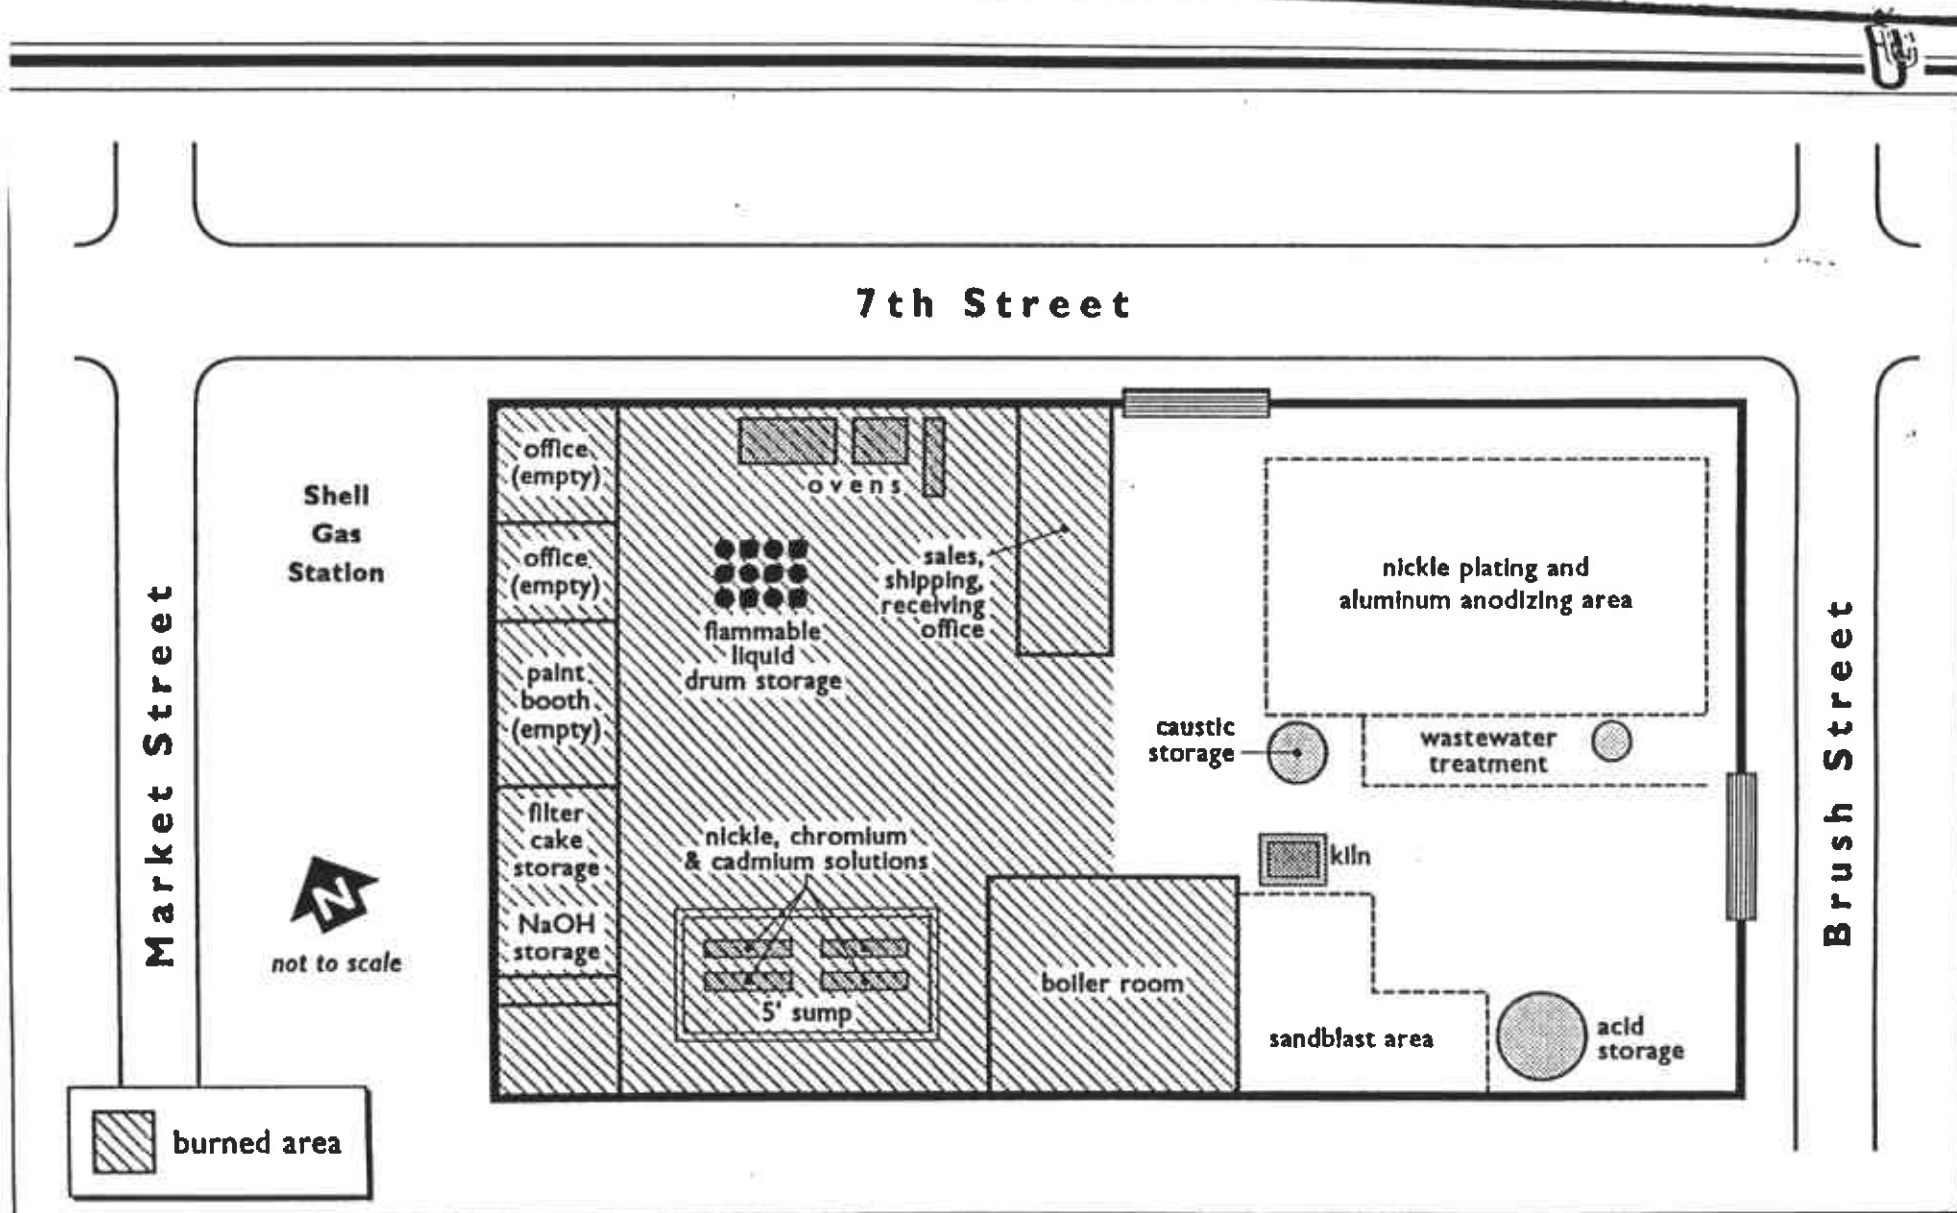 7th Street
Market Street
Brush Street
Shell
Gas
Station
N
not to scale
office
(empty)
office
(empty)
paint
booth
(empty)
filter
cake
storage
NaOH
storage
ovens
flammable
liquid
drum storage
sales,
shipping,
receiving
office
nickle, chromium
& cadmium solutions
5' sump
boiler room
nickle plating and
aluminum anodizing area
caustic
storage
wastewater
treatment
kiln
sandblast area
acid
storage
burned area